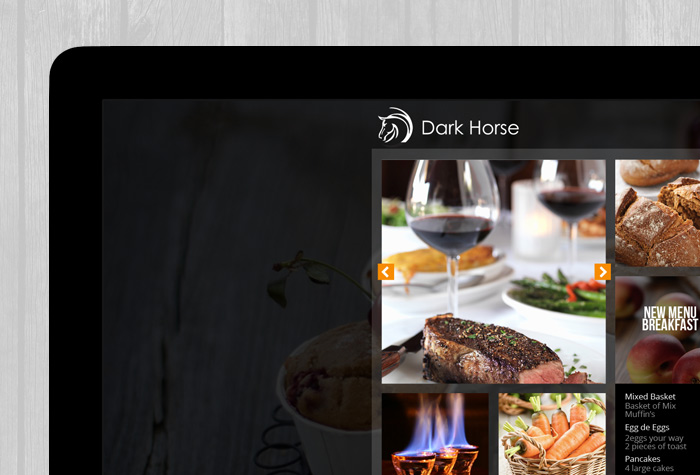 Dark Horse
NEW MENU
BREAKFAST
Mixed Basket
Basket of Mix
Muffin's
Egg de Eggs
2eggs your way
2 pieces of toast
Pancakes
4 large cakes